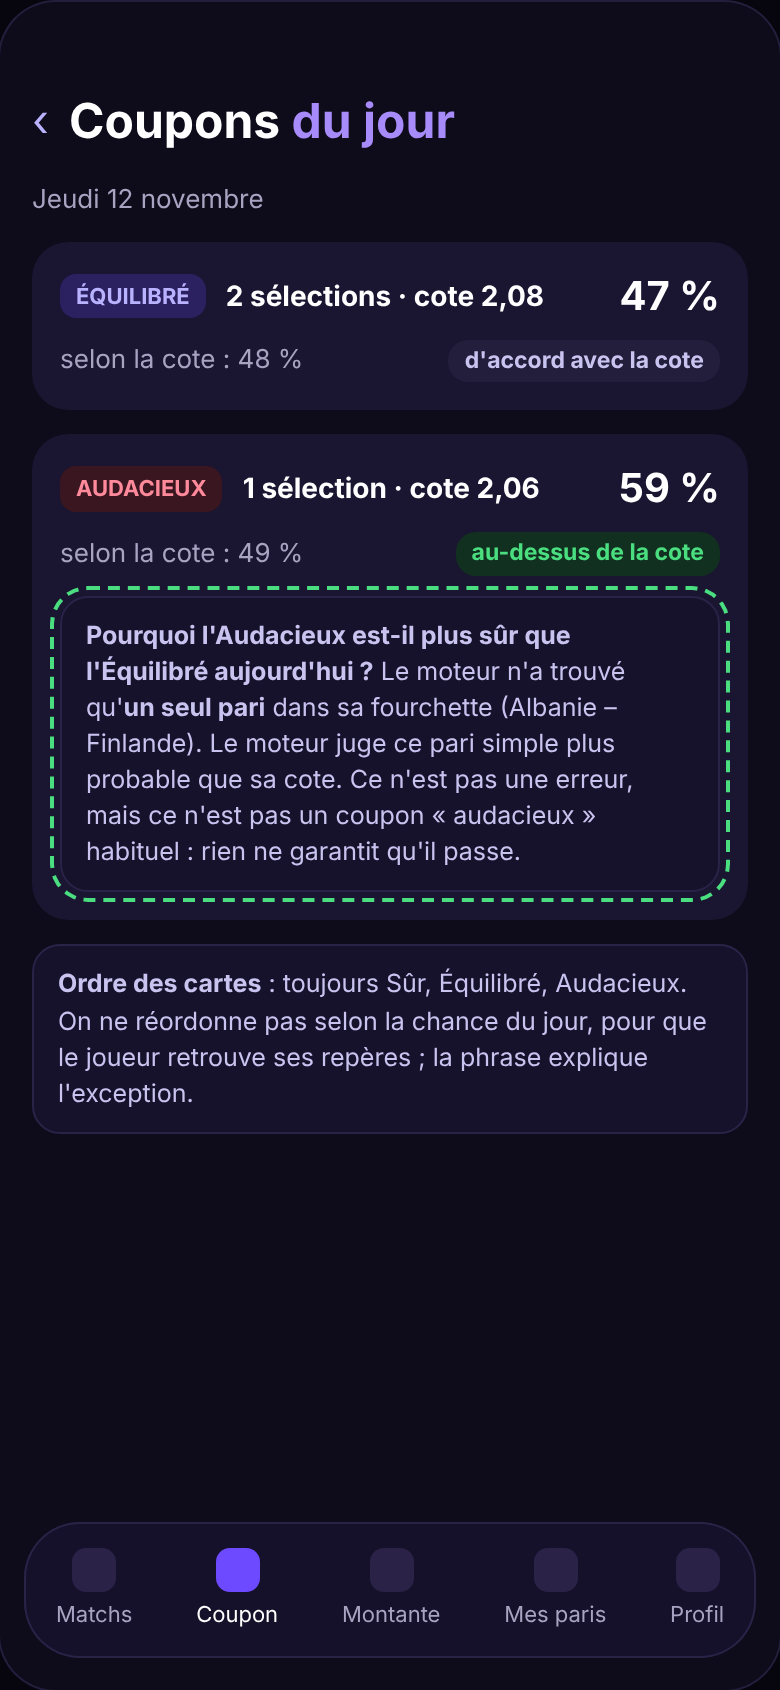 ‹ Coupons du jour
Jeudi 12 novembre
ÉQUILIBRÉ 2 sélections · cote 2,08 47 %
selon la cote : 48 % d'accord avec la cote
AUDACIEUX 1 sélection · cote 2,06 59 %
selon la cote : 49 % au-dessus de la cote
Pourquoi l'Audacieux est-il plus sûr que
l'Équilibré aujourd'hui ? Le moteur n'a trouvé
qu'un seul pari dans sa fourchette (Albanie –
Finlande). Le moteur juge ce pari simple plus
probable que sa cote. Ce n'est pas une erreur,
mais ce n'est pas un coupon « audacieux »
habituel : rien ne garantit qu'il passe.
Ordre des cartes : toujours Sûr, Équilibré, Audacieux.
On ne réordonne pas selon la chance du jour, pour que
le joueur retrouve ses repères ; la phrase explique
l'exception.
Matchs Coupon Montante Mes paris Profil